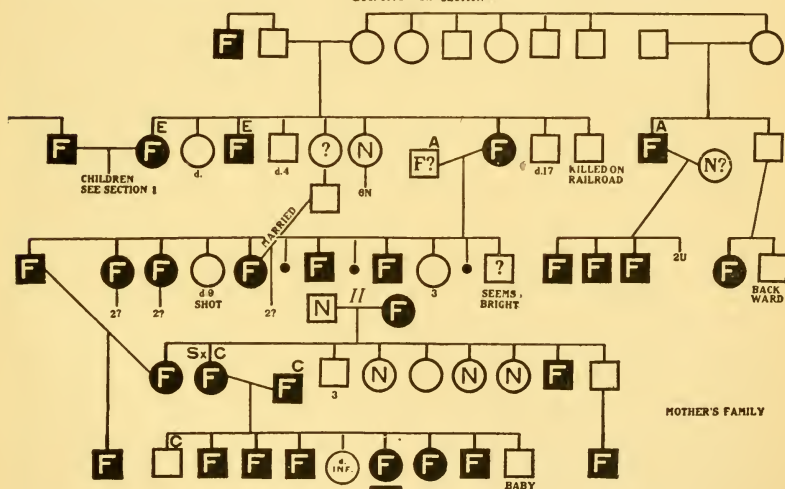 F
E E A A
F F F ? N F? F F N?
d. d.4 6N d.17 KILLED ON
RAILROAD
CHILDREN
SEE SECTION 1
MARRIED
F F F F F F ? F F F F
2? 2? d.9 2? 3 SEEMS 2U BACK
SHOT BRIGHT WARD
N II F
Sx C C
F F F N N N F
3
MOTHER'S FAMILY
C
F F F F d. F F F F
INF.
BABY